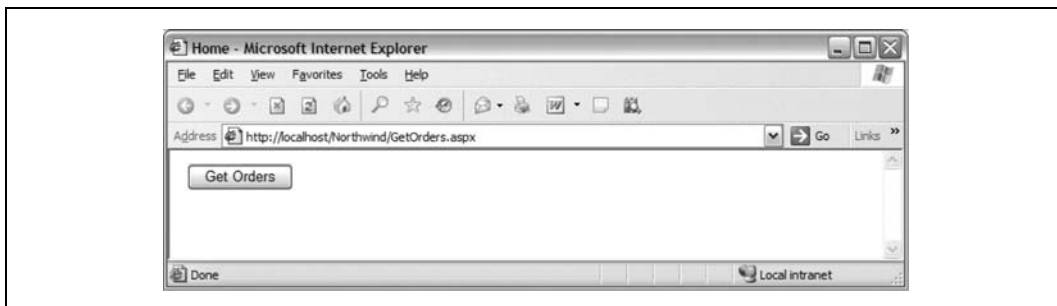 Home - Microsoft Internet Explorer
File Edit View Favorites Tools Help
Address http://localhost/Northwind/GetOrders.aspx Go Links »
Get Orders
Done Local intranet